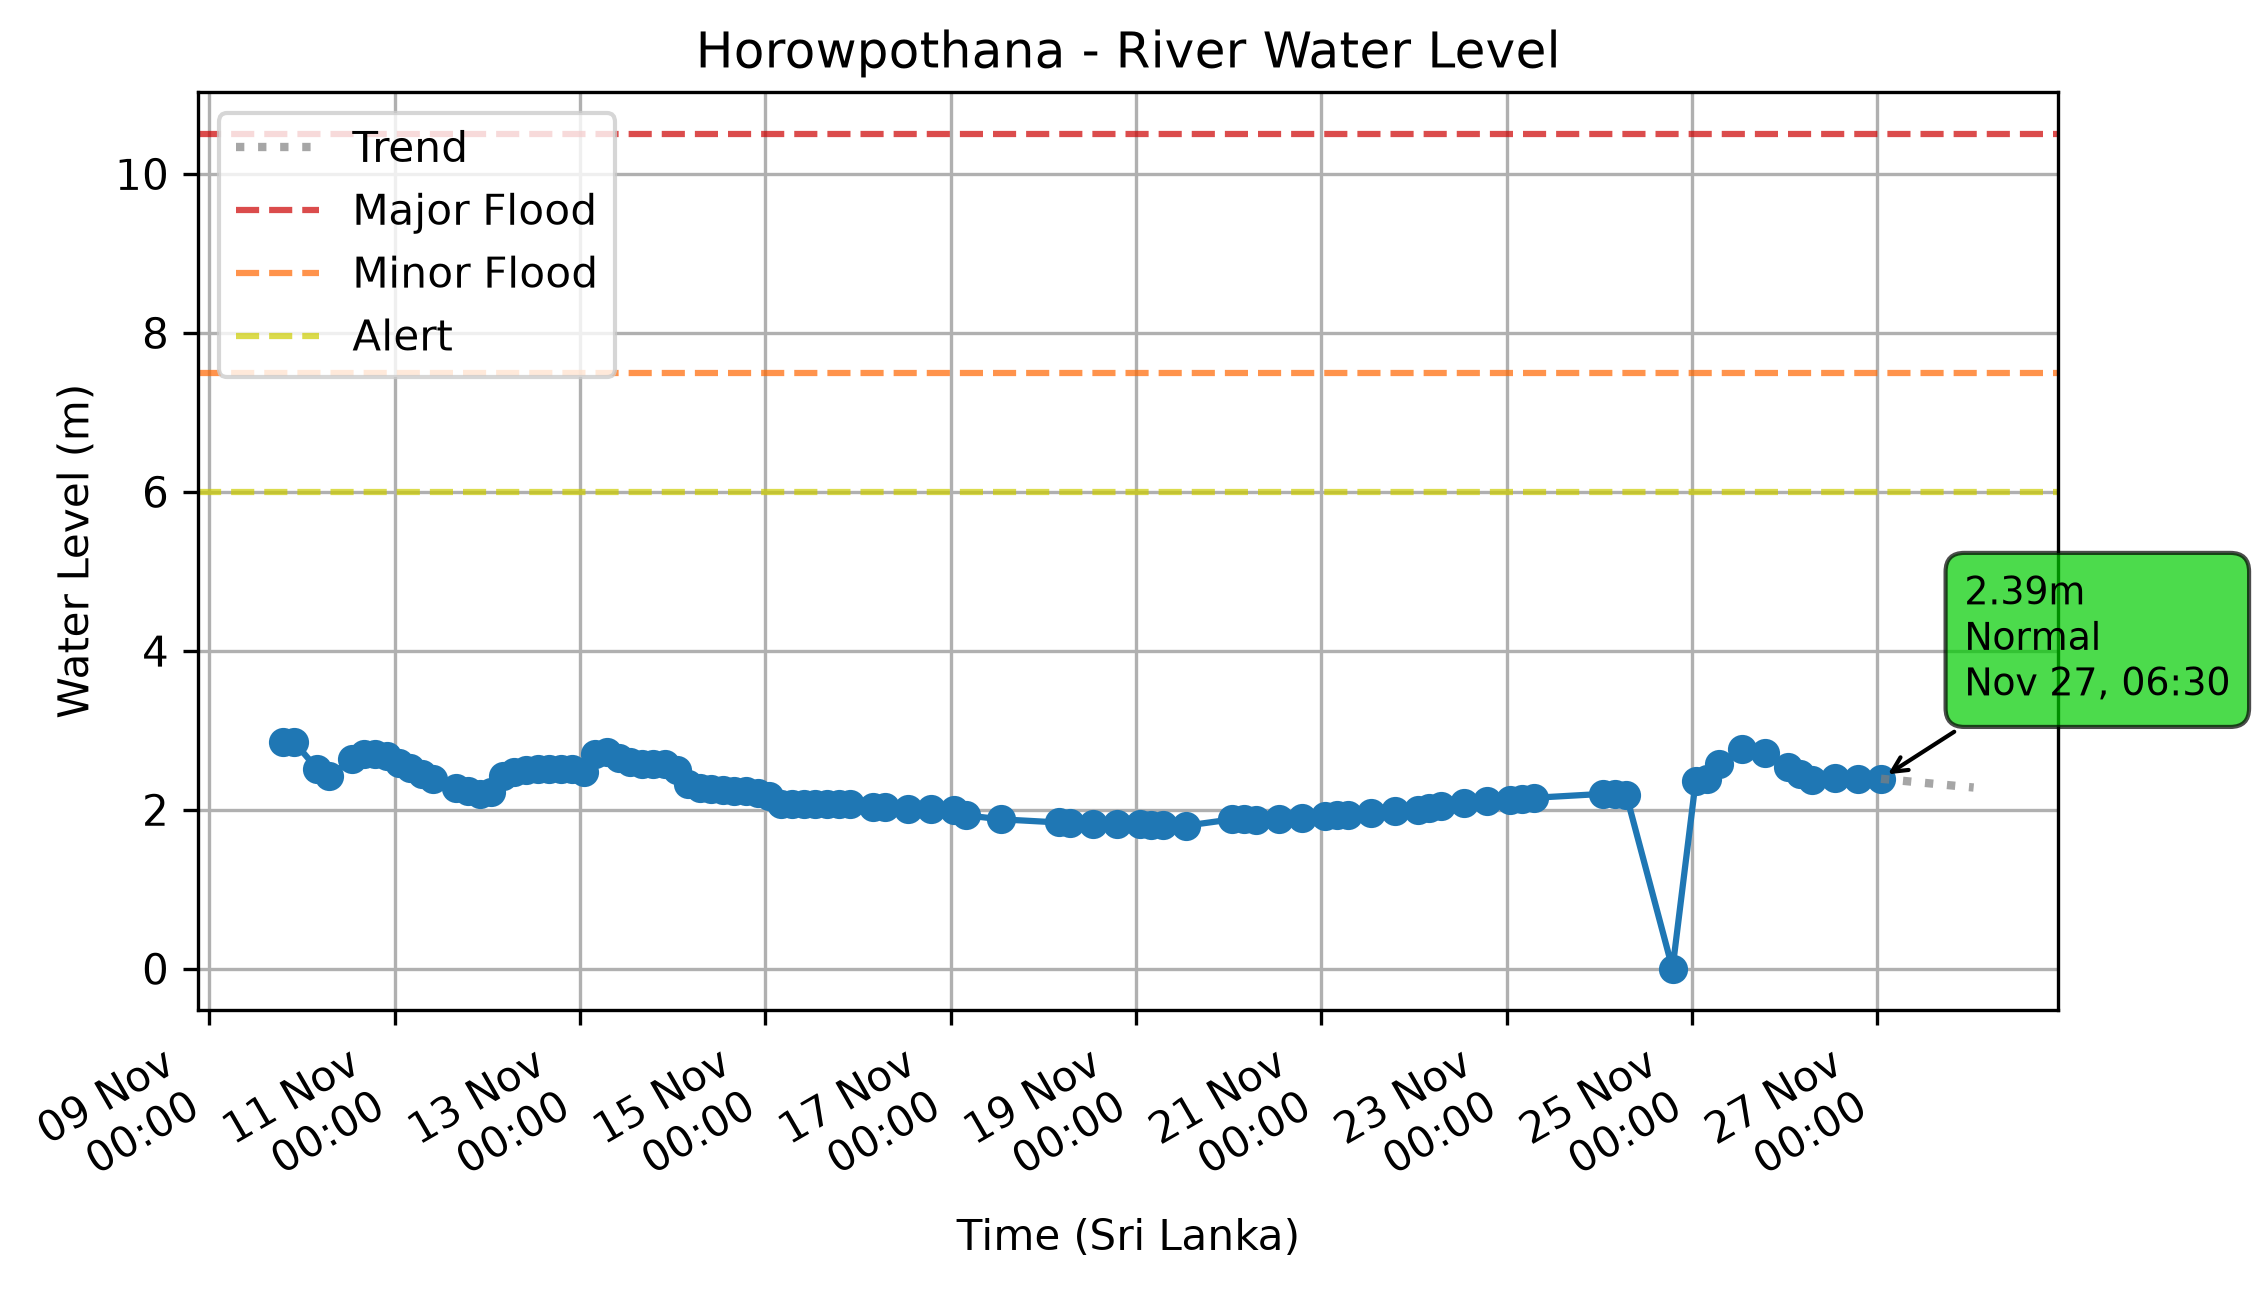 Horowpothana - River Water Level
Trend
Major Flood
Minor Flood
Alert
Water Level (m)
10
8
6
4
2
0
2.39m
Normal
Nov 27, 06:30
09 Nov
00:00
11 Nov
00:00
13 Nov
00:00
15 Nov
00:00
17 Nov
00:00
19 Nov
00:00
21 Nov
00:00
23 Nov
00:00
25 Nov
00:00
27 Nov
00:00
Time (Sri Lanka)